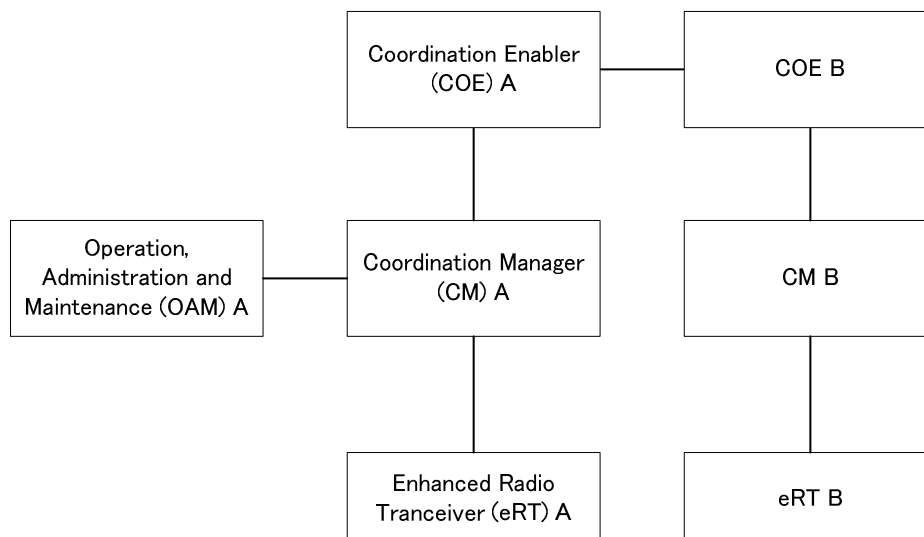 Coordination Enabler
(COE) A
COE B
Operation,
Administration and
Maintenance (OAM) A
Coordination Manager
(CM) A
CM B
Enhanced Radio
Tranceiver (eRT) A
eRT B